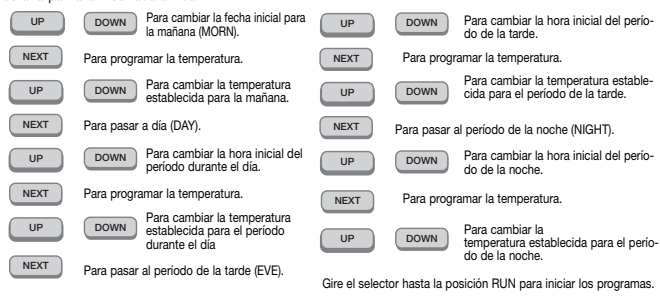 UP DOWN Para cambiar la fecha inicial para
la mañana (MORN).
NEXT Para programar la temperatura.
UP DOWN Para cambiar la temperatura
establecida para la mañana.
NEXT Para pasar a día (DAY).
UP DOWN Para cambiar la hora inicial del
período durante el día.
NEXT Para programar la temperatura.
UP DOWN Para cambiar la temperatura
establecida para el período
durante el día
NEXT Para pasar al período de la tarde (EVE).
UP DOWN Para cambiar la hora inicial del perío-
do de la tarde.
NEXT Para programar la temperatura.
UP DOWN Para cambiar la temperatura estable-
cida para el período de la tarde.
NEXT Para pasar al período de la noche (NIGHT).
UP DOWN Para cambiar la hora inicial del perío-
do de la noche.
NEXT Para programar la temperatura.
UP DOWN Para cambiar la
temperatura establecida para el perío-
do de la noche.
Gire el selector hasta la posición RUN para iniciar los programas.